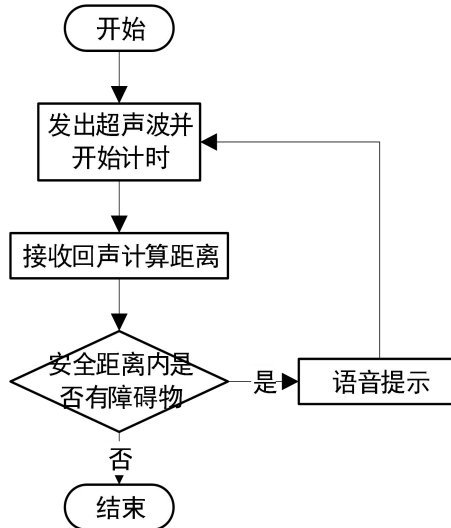 开始
发出超声波并
开始计时
接收回声计算距离
安全距离内是
否有障碍物
是
语音提示
否
结束